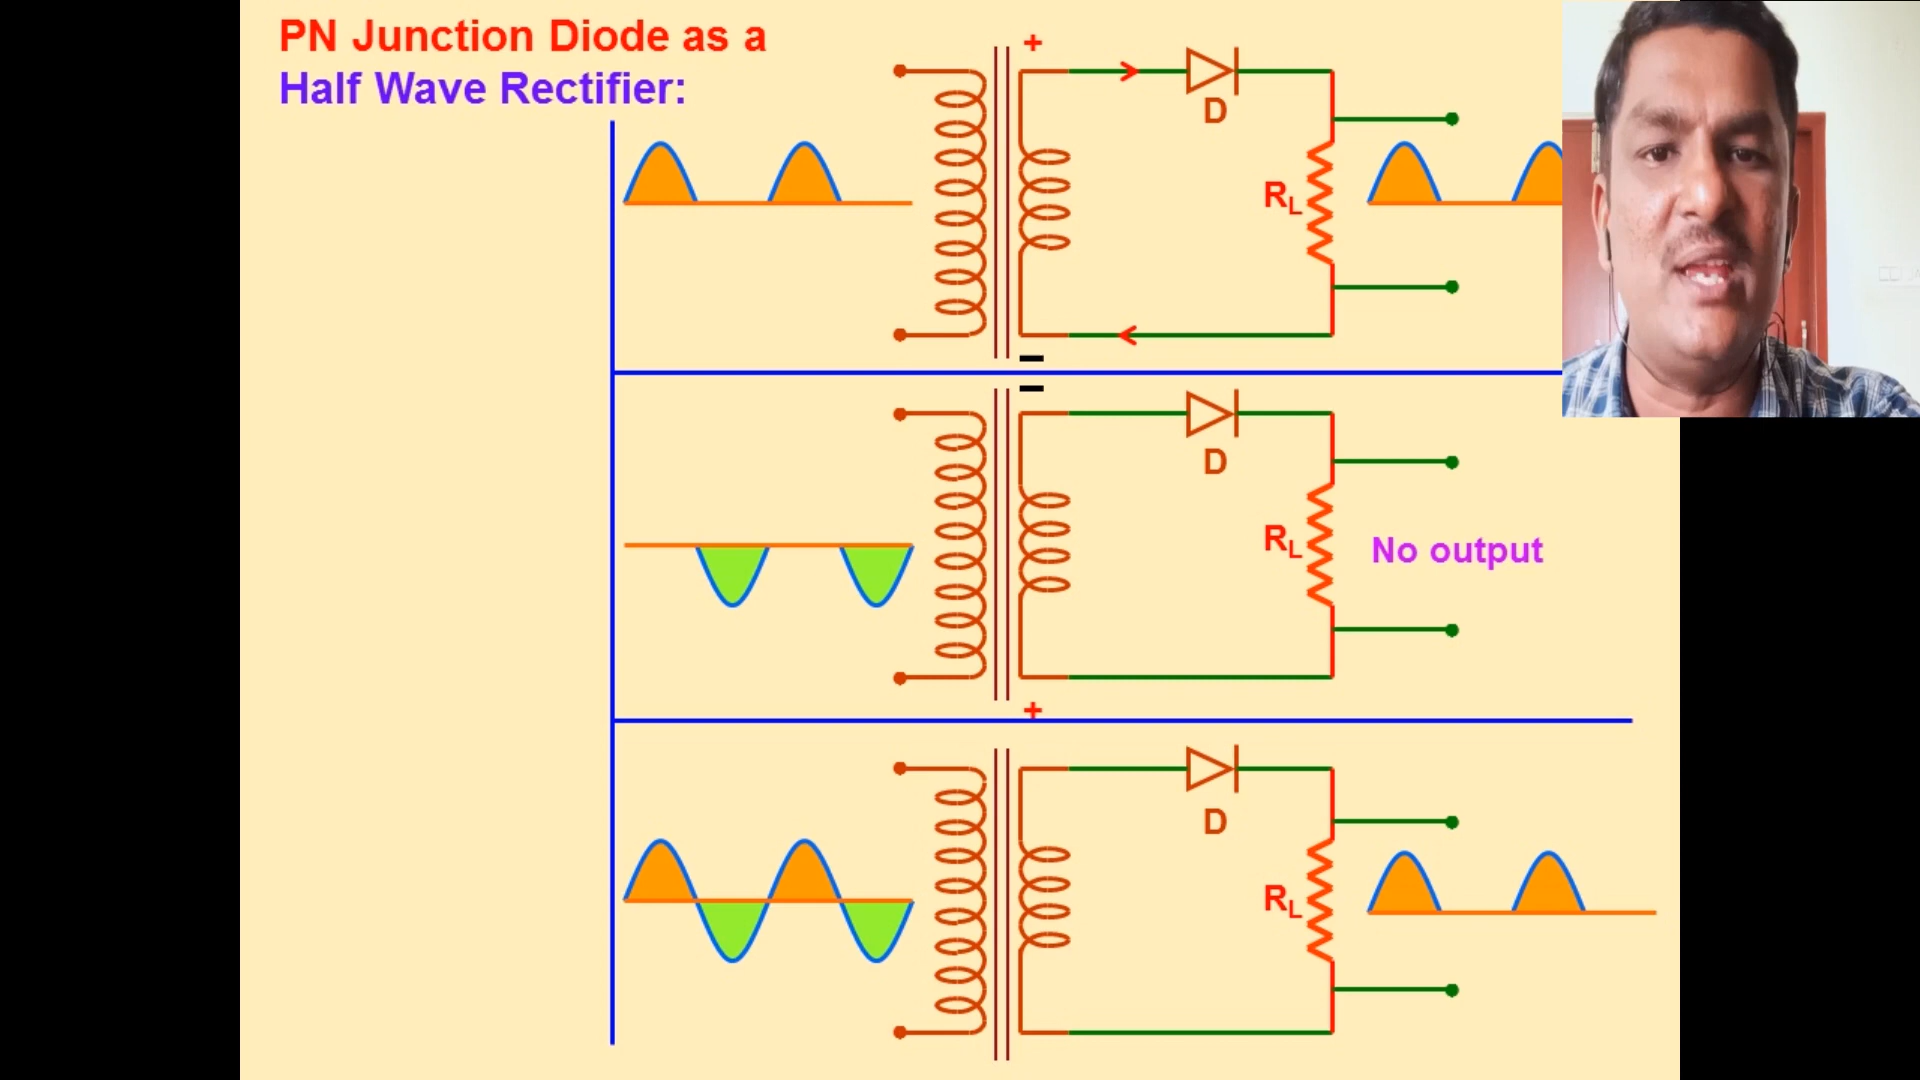 PN Junction Diode as a
Half Wave Rectifier:
+
D
RL
–
–
D
RL
No output
+
D
RL